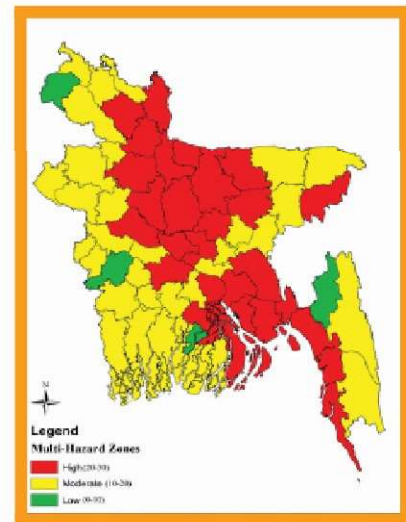 N
Legend
Multi-Hazard Zones
High(20-30)
Moderate (10-20)
Low (0-10)